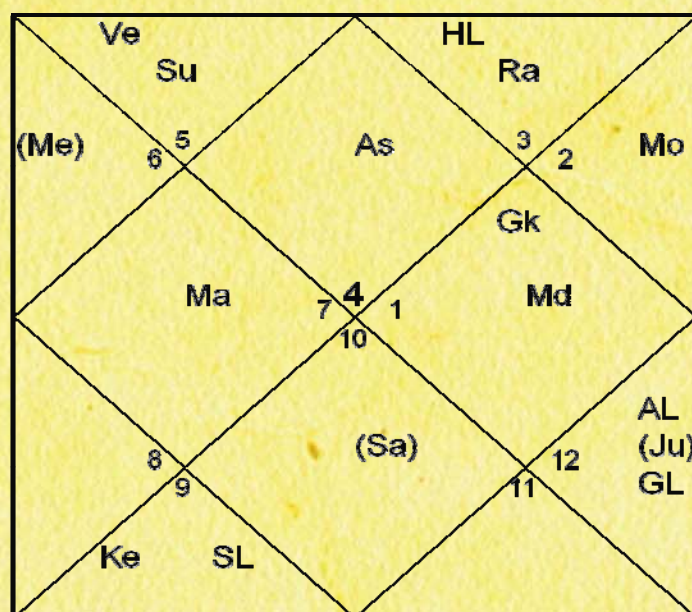 Ve HL
Su Ra
(Me) 6 5 As 3 2 Mo
Gk
Ma 7 4 1 Md
10
AL
8 (Sa) 12 (Ju)
9 11 GL
Ke SL